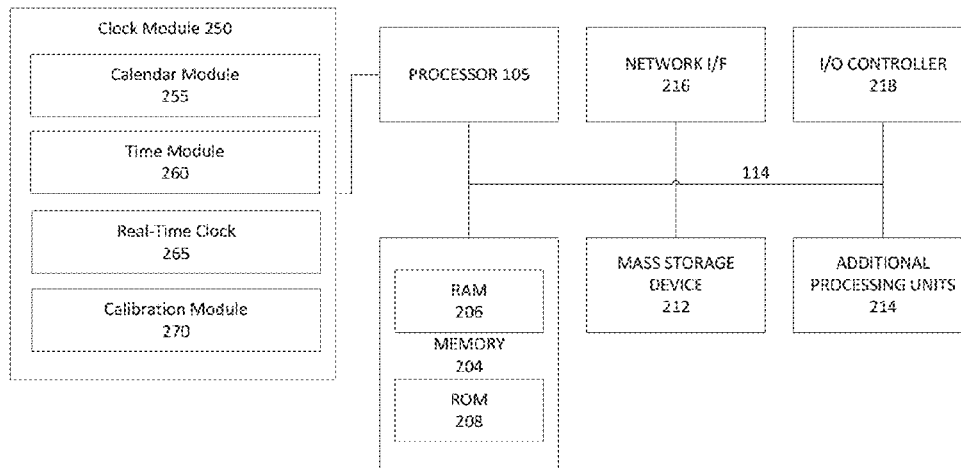 Clock Module 250
Calendar Module
255
Time Module
260
Real-Time Clock
265
Calibration Module
270
PROCESSOR 105
NETWORK I/F
216
I/O CONTROLLER
218
114
RAM
206
MEMORY
204
ROM
208
MASS STORAGE
DEVICE
212
ADDITIONAL
PROCESSING UNITS
214